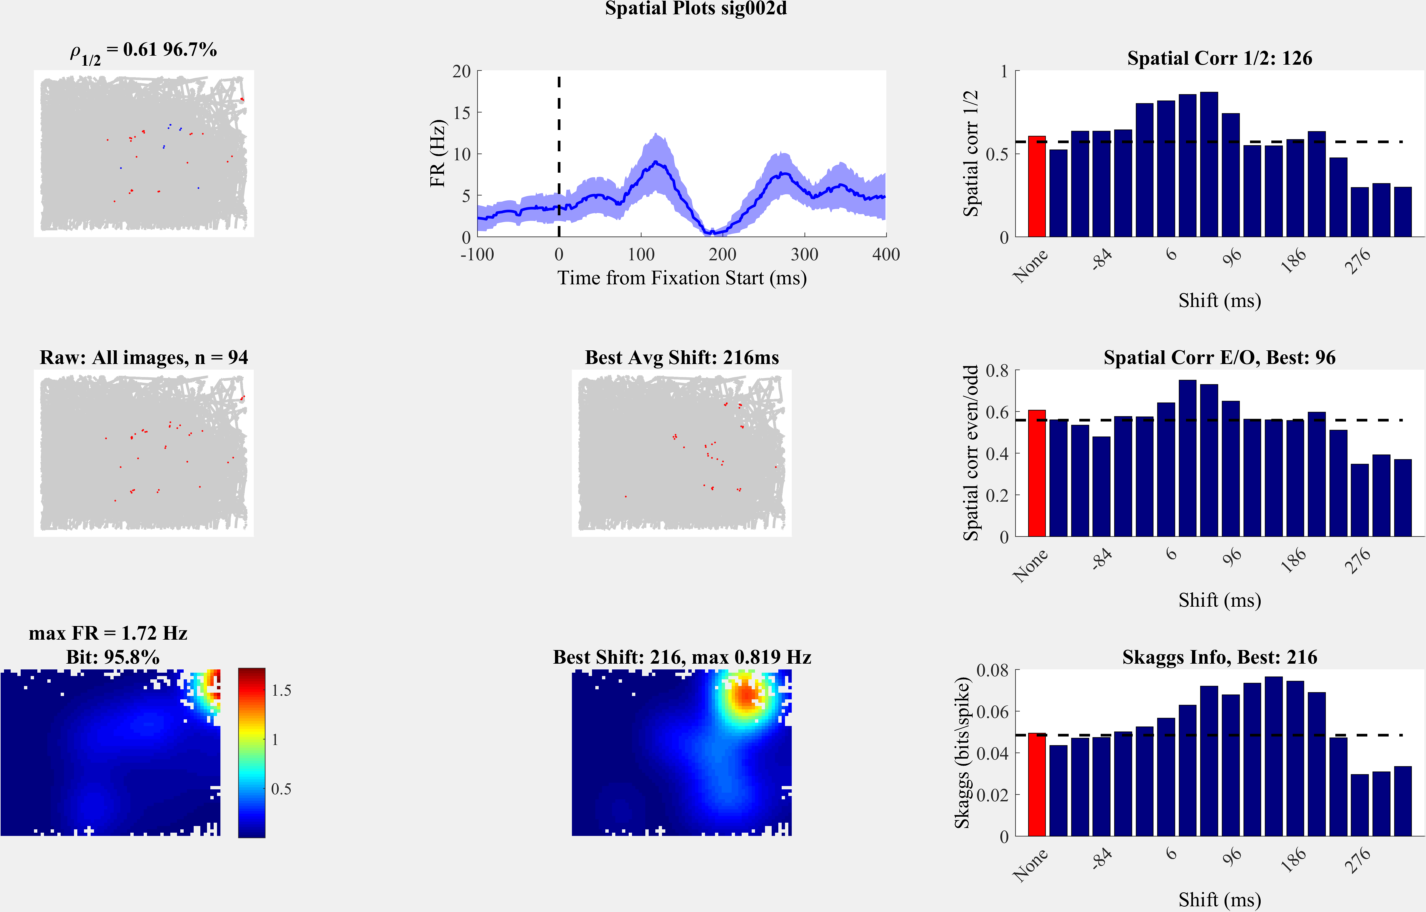 Spatial Plots sig002d
ρ1/2 = 0.61 96.7%
20
15
10
5
0
FR (Hz)
-100
0
100
200
300
400
Time from Fixation Start (ms)
Spatial Corr 1/2: 126
1
0.5
0
Spatial corr 1/2
None
-84
6
96
186
276
Shift (ms)
Raw: All images, n = 94
Best Avg Shift: 216ms
Spatial Corr E/O, Best: 96
0.8
0.6
0.4
0.2
0
Spatial corr even/odd
None
-84
6
96
186
276
Shift (ms)
max FR = 1.72 Hz
Bit: 95.8%
1.5
1
0.5
Best Shift: 216, max 0.819 Hz
Skaggs Info, Best: 216
0.08
0.06
0.04
0.02
0
Skaggs (bits\spike)
None
-84
6
96
186
276
Shift (ms)